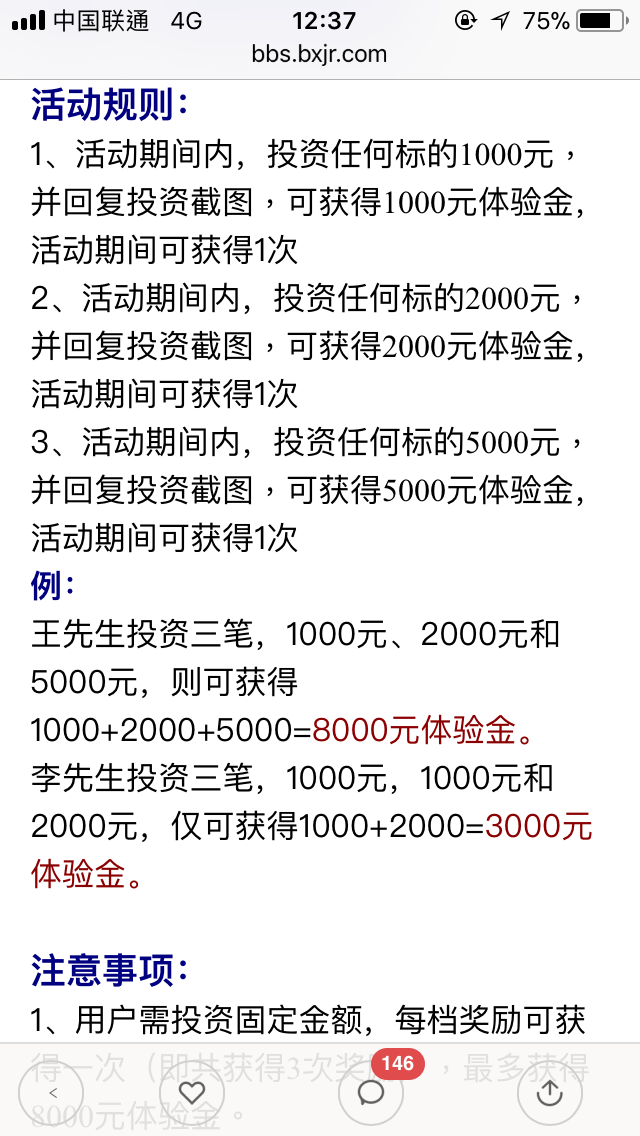 中国联通 4G 12:37 75%
bbs.bxjr.com
活动规则：
1、活动期间内，投资任何标的1000元，
并回复投资截图，可获得1000元体验金，
活动期间可获得1次
2、活动期间内，投资任何标的2000元，
并回复投资截图，可获得2000元体验金，
活动期间可获得1次
3、活动期间内，投资任何标的5000元，
并回复投资截图，可获得5000元体验金，
活动期间可获得1次
例：
王先生投资三笔，1000元、2000元和
5000元，则可获得
1000+2000+5000=8000元体验金。
李先生投资三笔，1000元，1000元和
2000元，仅可获得1000+2000=3000元
体验金。
注意事项：
1、用户需投资固定金额，每档奖励可获
得一次（即共获得3次奖，最多获得
146
8000元体验金。